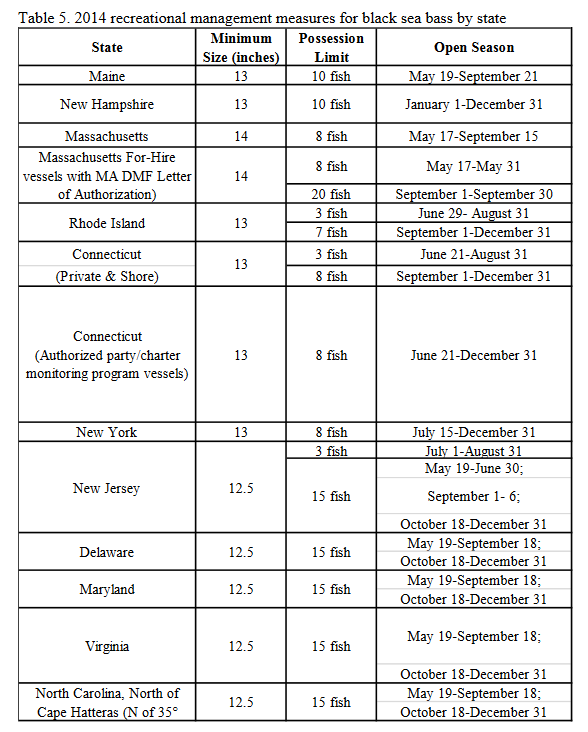 Table 5. 2014 recreational management measures for black sea bass by state
State
Minimum
Size (inches)
Possession
Limit
Open Season
Maine
13
10 fish
May 19-September 21
New Hampshire
13
10 fish
January 1-December 31
Massachusetts
14
8 fish
May 17-September 15
Massachusetts For-Hire
vessels with MA DMF Letter
of Authorization)
14
8 fish
May 17-May 31
20 fish
September 1-September 30
Rhode Island
13
3 fish
June 29- August 31
7 fish
September 1-December 31
Connecticut
(Private & Shore)
13
3 fish
June 21-August 31
8 fish
September 1-December 31
Connecticut
(Authorized party/charter
monitoring program vessels)
13
8 fish
June 21-December 31
New York
13
8 fish
July 15-December 31
New Jersey
12.5
3 fish
July 1-August 31
15 fish
May 19-June 30;
September 1- 6;
October 18-December 31
Delaware
12.5
15 fish
May 19-September 18;
October 18-December 31
Maryland
12.5
15 fish
May 19-September 18;
October 18-December 31
Virginia
12.5
15 fish
May 19-September 18;
October 18-December 31
North Carolina, North of
Cape Hatteras (N of 35°
12.5
15 fish
May 19-September 18;
October 18-December 31